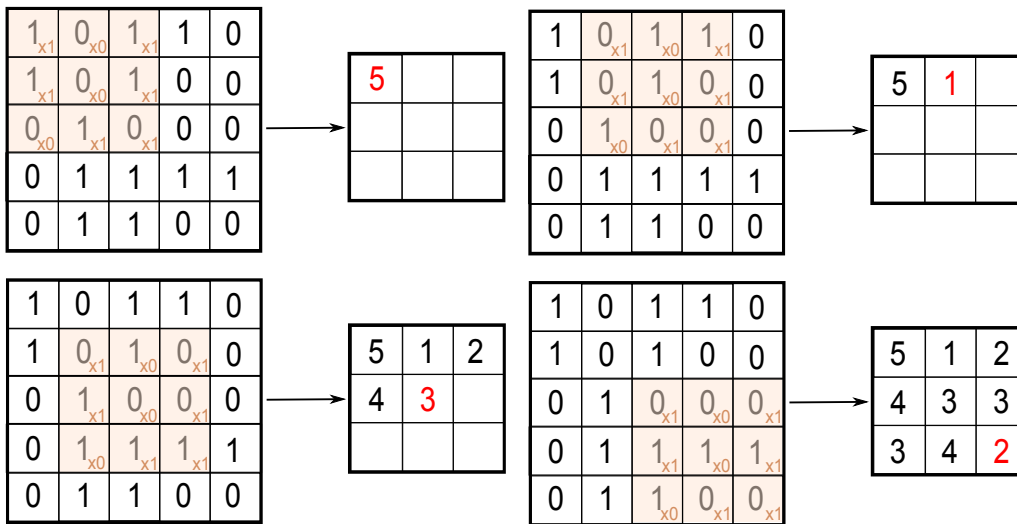 1x1 0x0 1x1 1 0
1x1 0x0 1x1 0 0
0x0 1x1 0x1 0 0
0 1 1 1 1
0 1 1 0 0
5
1 0x1 1x0 1x1 0
1 0x1 1x0 0x1 0
0 1x0 0x1 0x1 0
0 1 1 1 1
0 1 1 0 0
5 1
1 0 1 1 0
1 0x1 1x0 0x1 0
0 1x1 0x0 0x1 0
0 1x0 1x1 1x1 1
0 1 1 0 0
5 1 2
4 3
1 0 1 1 0
1 0 1 0 0
0 1 0x1 0x0 0x1
0 1 1x1 1x0 1x1
0 1 1x0 0x1 0x1
5 1 2
4 3 3
3 4 2